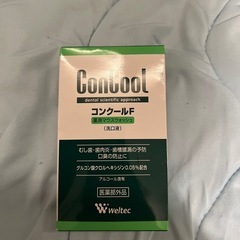 ConCool
dental scientific approach
コンクールF
薬用マウスウォッシュ
(洗口液)
むし歯・歯肉炎・歯槽膿漏の予防
口臭の防止に
グルコン酸クロルヘキシジン0.05%配合
アルコール含有
医薬部外品
Weltec